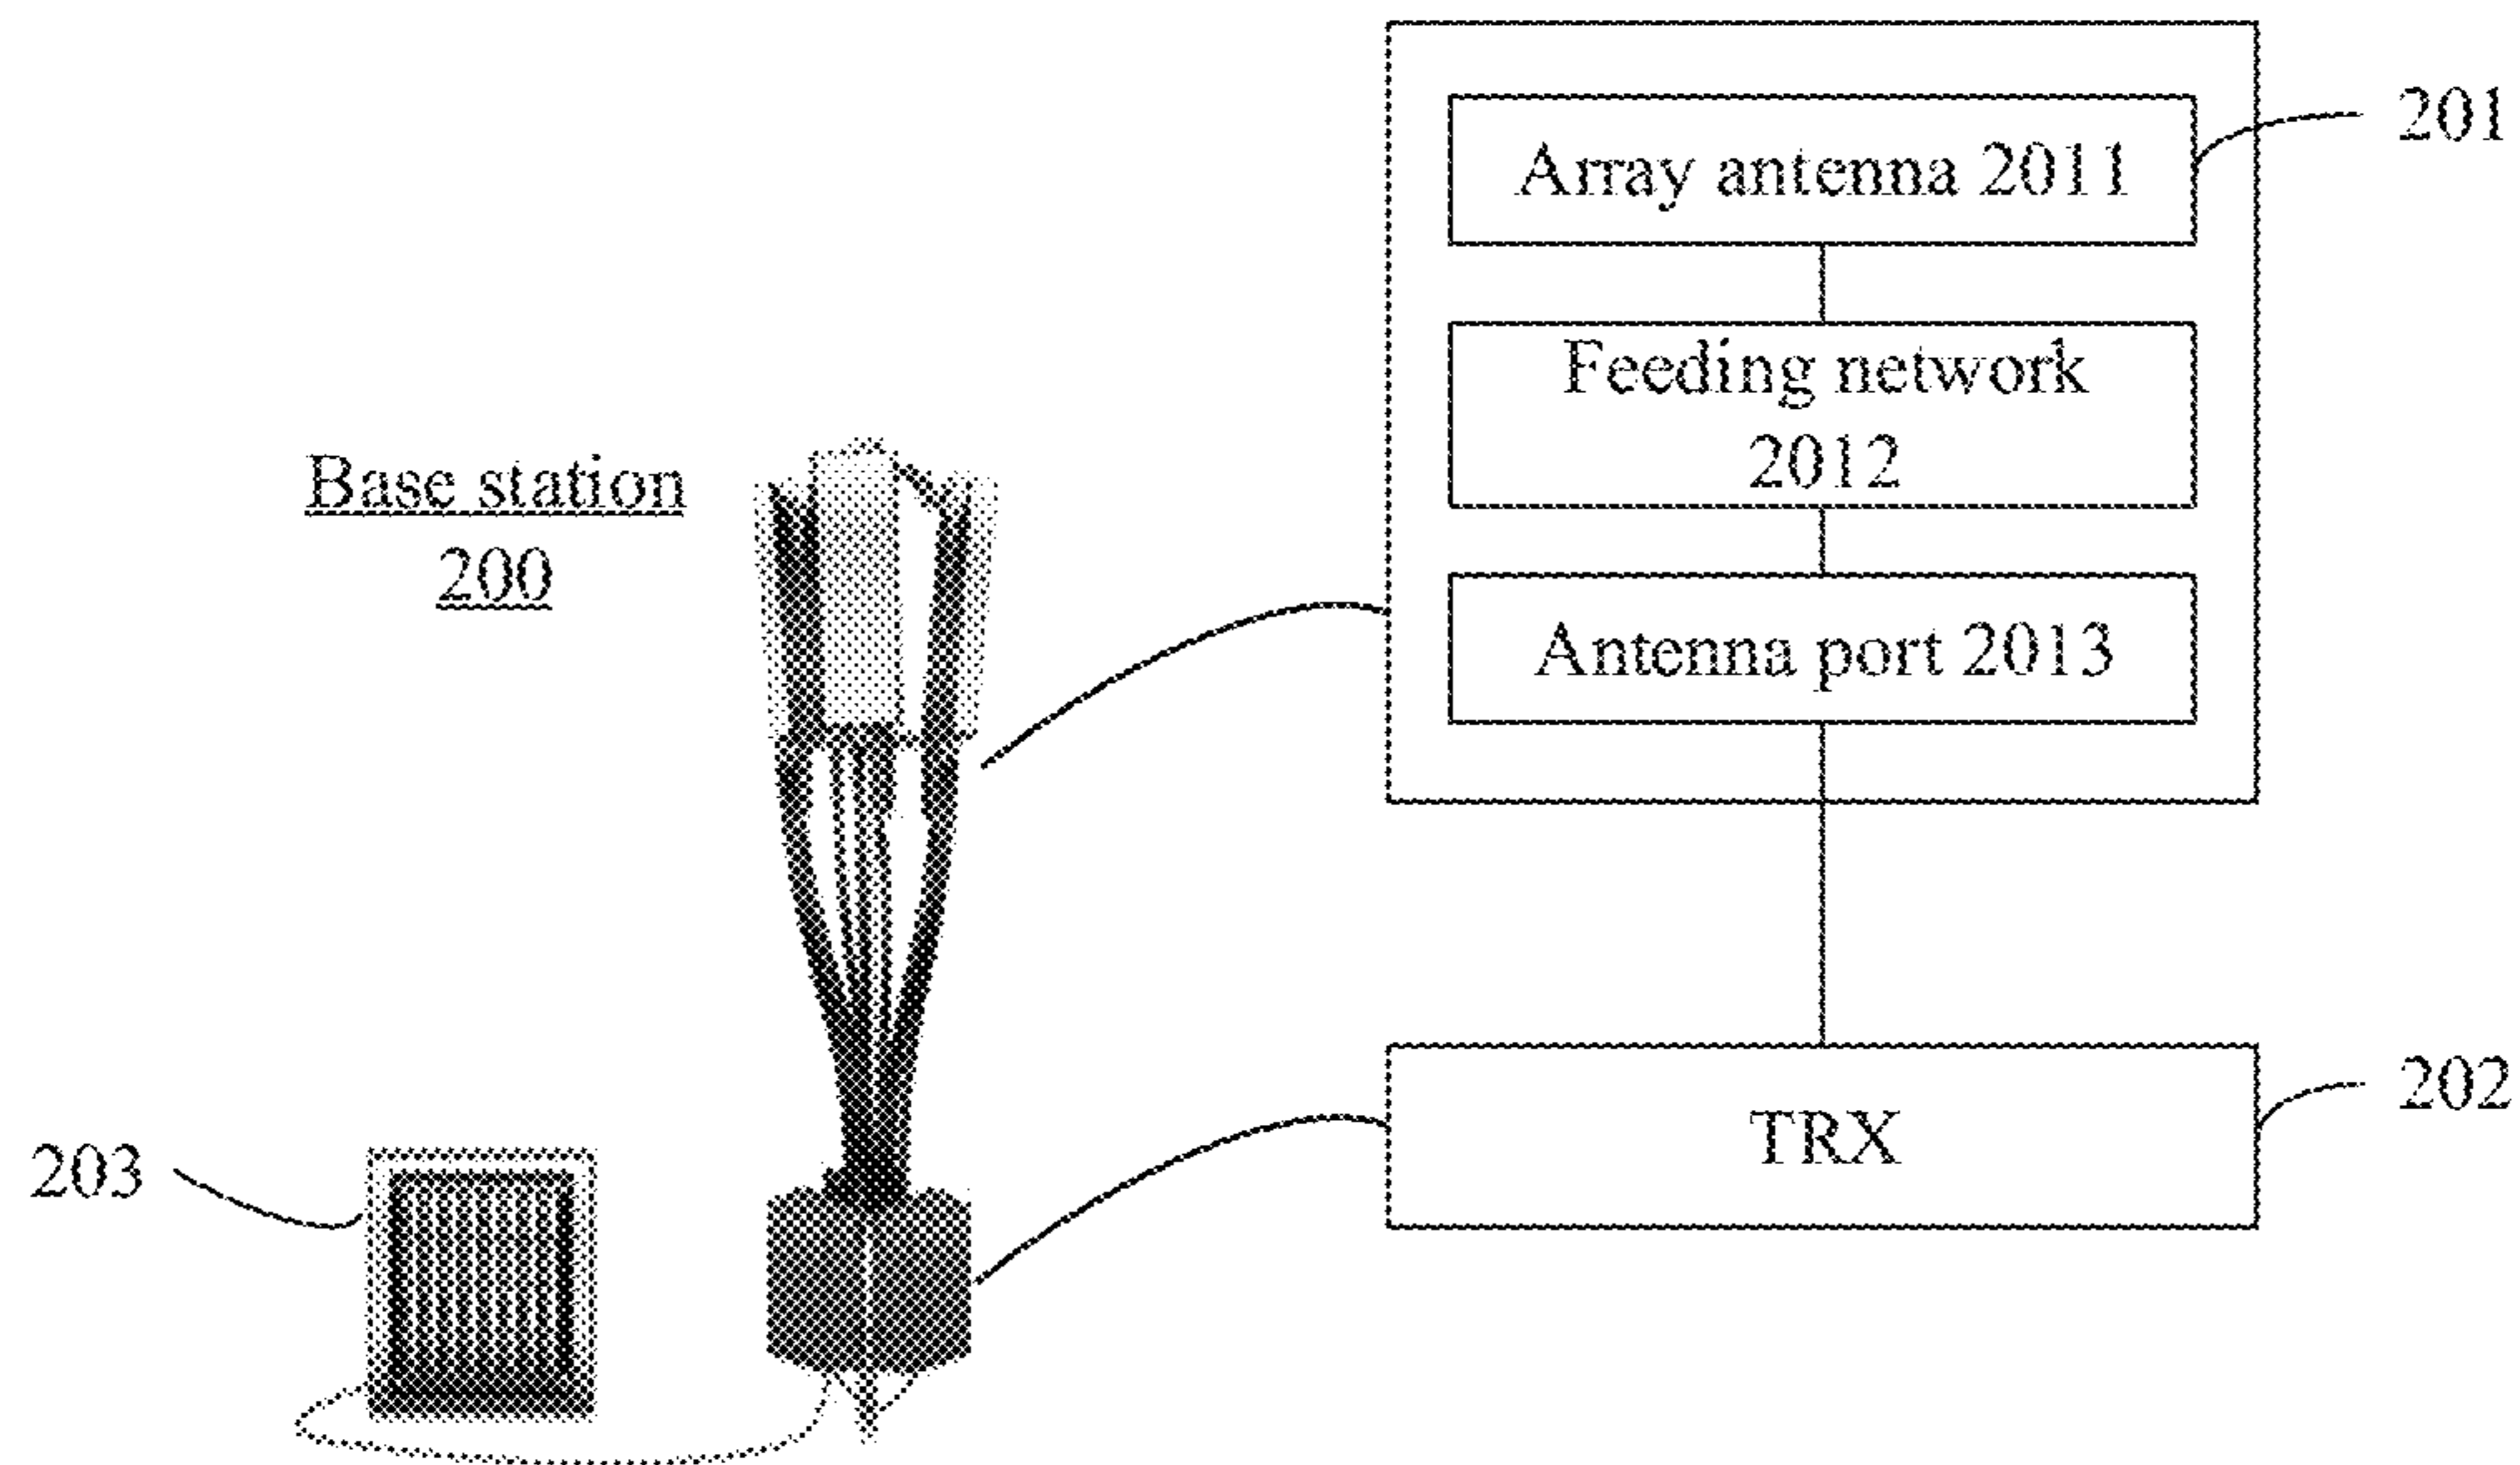 Array antenna 2011
201
Feeding network
2012
Base station
200
Antenna port 2013
TRX
202
203